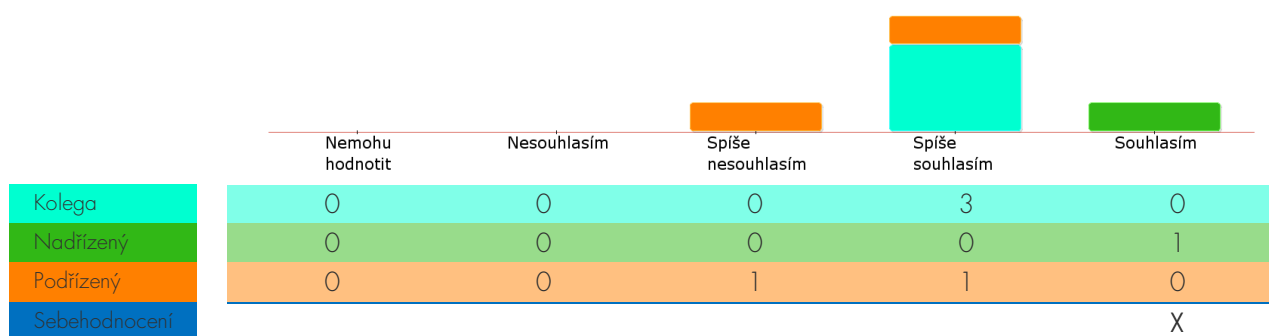 Nemohu hodnotit
Nesouhlasím
Spíše nesouhlasím
Spíše souhlasím
Souhlasím
Kolega 0 0 0 3 0
Nadřízený 0 0 0 0 1
Podřízený 0 0 1 1 0
Sebehodnocení X